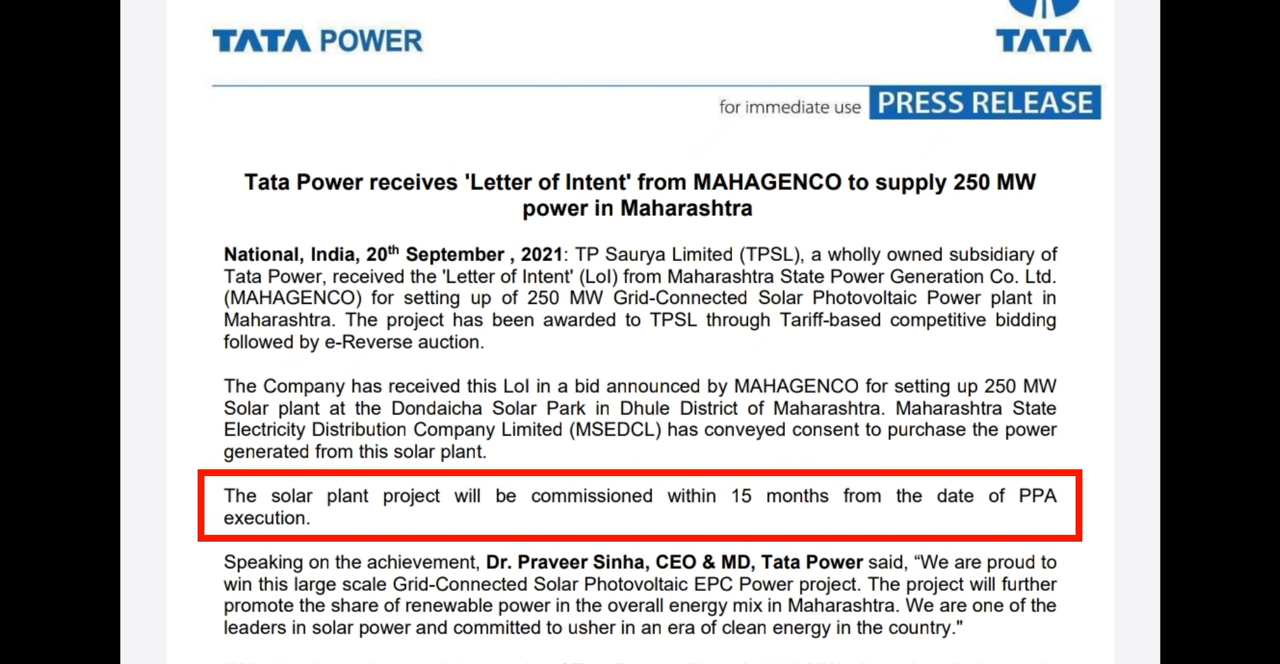 TATA POWER
TATA
for immediate use PRESS RELEASE
Tata Power receives 'Letter of Intent' from MAHAGENCO to supply 250 MW
power in Maharashtra
National, India, 20th September , 2021: TP Saurya Limited (TPSL), a wholly owned subsidiary of
Tata Power, received the 'Letter of Intent' (LoI) from Maharashtra State Power Generation Co. Ltd.
(MAHAGENCO) for setting up of 250 MW Grid-Connected Solar Photovoltaic Power plant in
Maharashtra. The project has been awarded to TPSL through Tariff-based competitive bidding
followed by e-Reverse auction.
The Company has received this LoI in a bid announced by MAHAGENCO for setting up 250 MW
Solar plant at the Dondaicha Solar Park in Dhule District of Maharashtra. Maharashtra State
Electricity Distribution Company Limited (MSEDCL) has conveyed consent to purchase the power
generated from this solar plant.
The solar plant project will be commissioned within 15 months from the date of PPA
execution.
Speaking on the achievement, Dr. Praveer Sinha, CEO & MD, Tata Power said, “We are proud to
win this large scale Grid-Connected Solar Photovoltaic EPC Power project. The project will further
promote the share of renewable power in the overall energy mix in Maharashtra. We are one of the
leaders in solar power and committed to usher in an era of clean energy in the country."